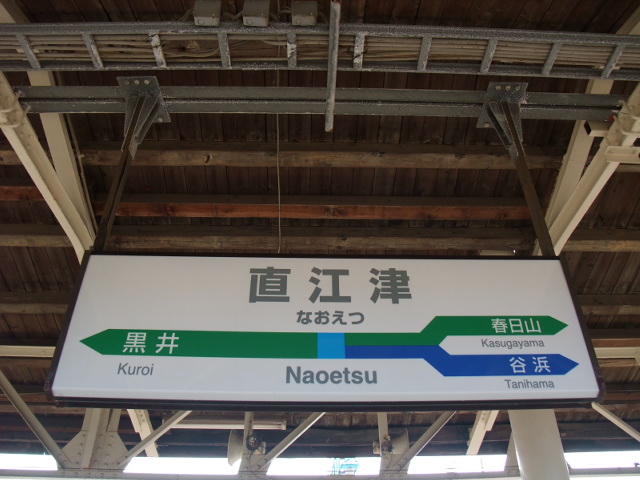 直江津
なおえつ
黒井
Kuroi
Naoetsu
春日山
Kasugayama
谷浜
Tanihama